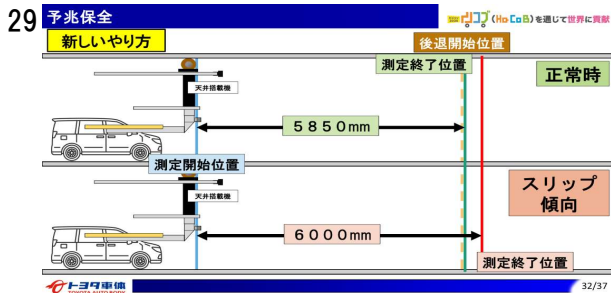 29 予兆保全
(HoCoB)を通じて世界に貢献
新しいやり方
後退開始位置
測定終了位置
正常時
天井搭載機
5850mm
測定開始位置
スリップ
傾向
天井搭載機
6000mm
測定終了位置
トヨタ車体
TOYOTA AUTO BODY
32/37